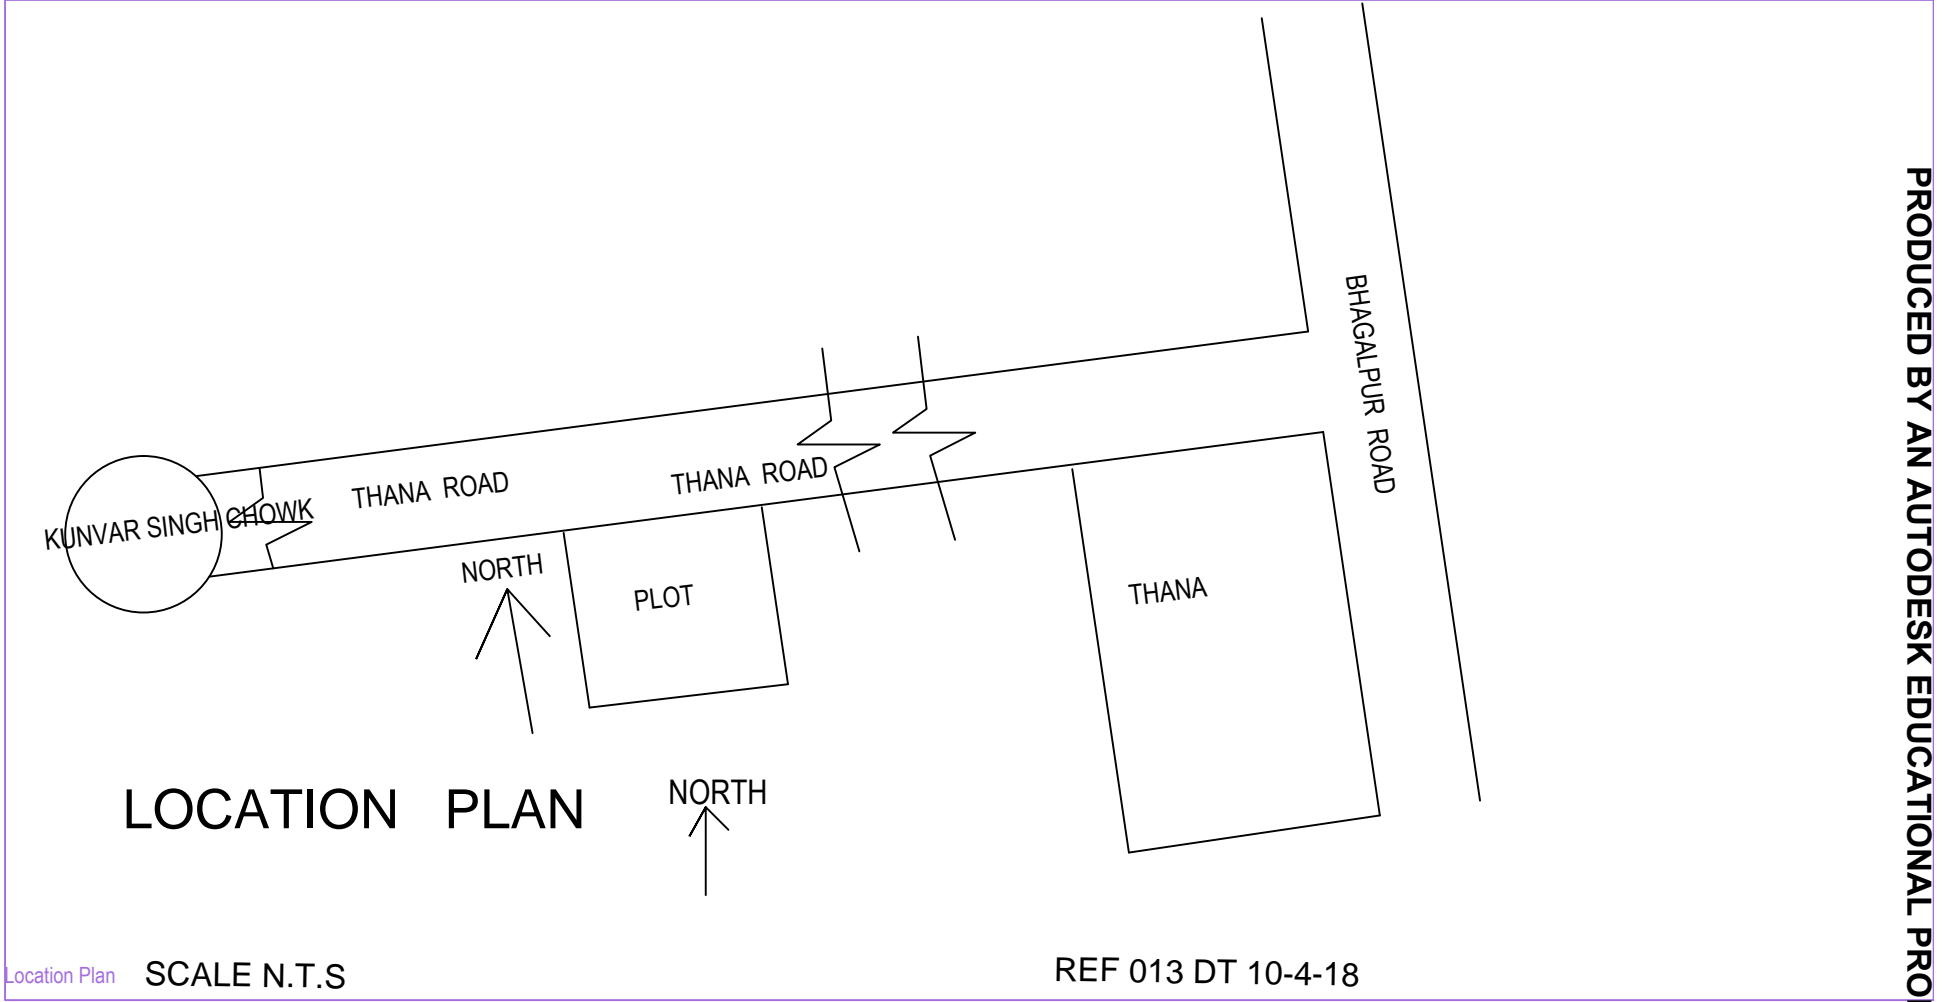 BHAGALPUR ROAD
THANA ROAD
THANA ROAD
KUNVAR SINGH CHOWK
NORTH
PLOT
THANA
LOCATION PLAN
NORTH
Location Plan
SCALE N.T.S
REF 013 DT 10-4-18
PRODUCED BY AN AUTODESK EDUCATIONAL PRO